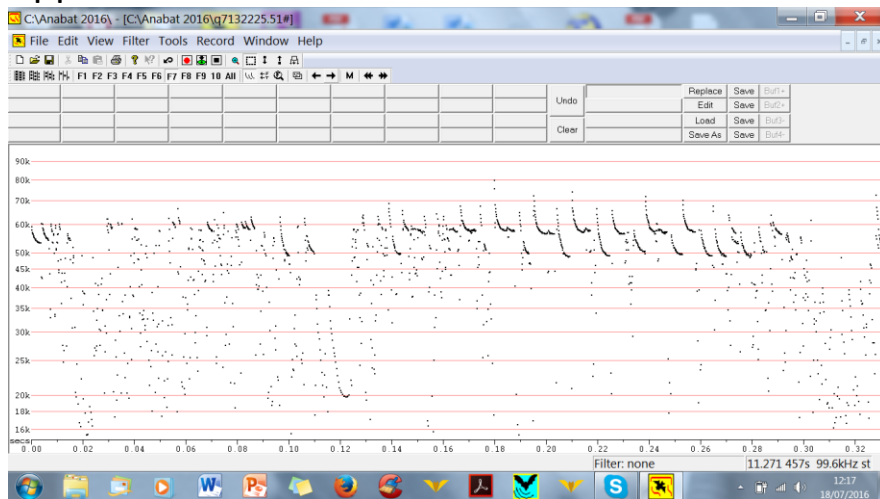 C:\Anabat 2016\ - [C:\Anabat 2016\q7132225.51#]
File Edit View Filter Tools Record Window Help
F1 F2 F3 F4 F5 F6 F7 F8 F9 10 All M
Undo Replace Save Buf1+
Edit Save Buf2+
Clear Load Save Buf3-
Save As Save Buf4-
90k
80k
70k
60k
50k
45k
40k
35k
30k
25k
20k
18k
16k
secs
0.00 0.02 0.04 0.06 0.08 0.10 0.12 0.14 0.16 0.18 0.20 0.22 0.24 0.26 0.28 0.30 0.32
Filter: none 11.271 457s 99.6kHz st
12:17
18/07/2016